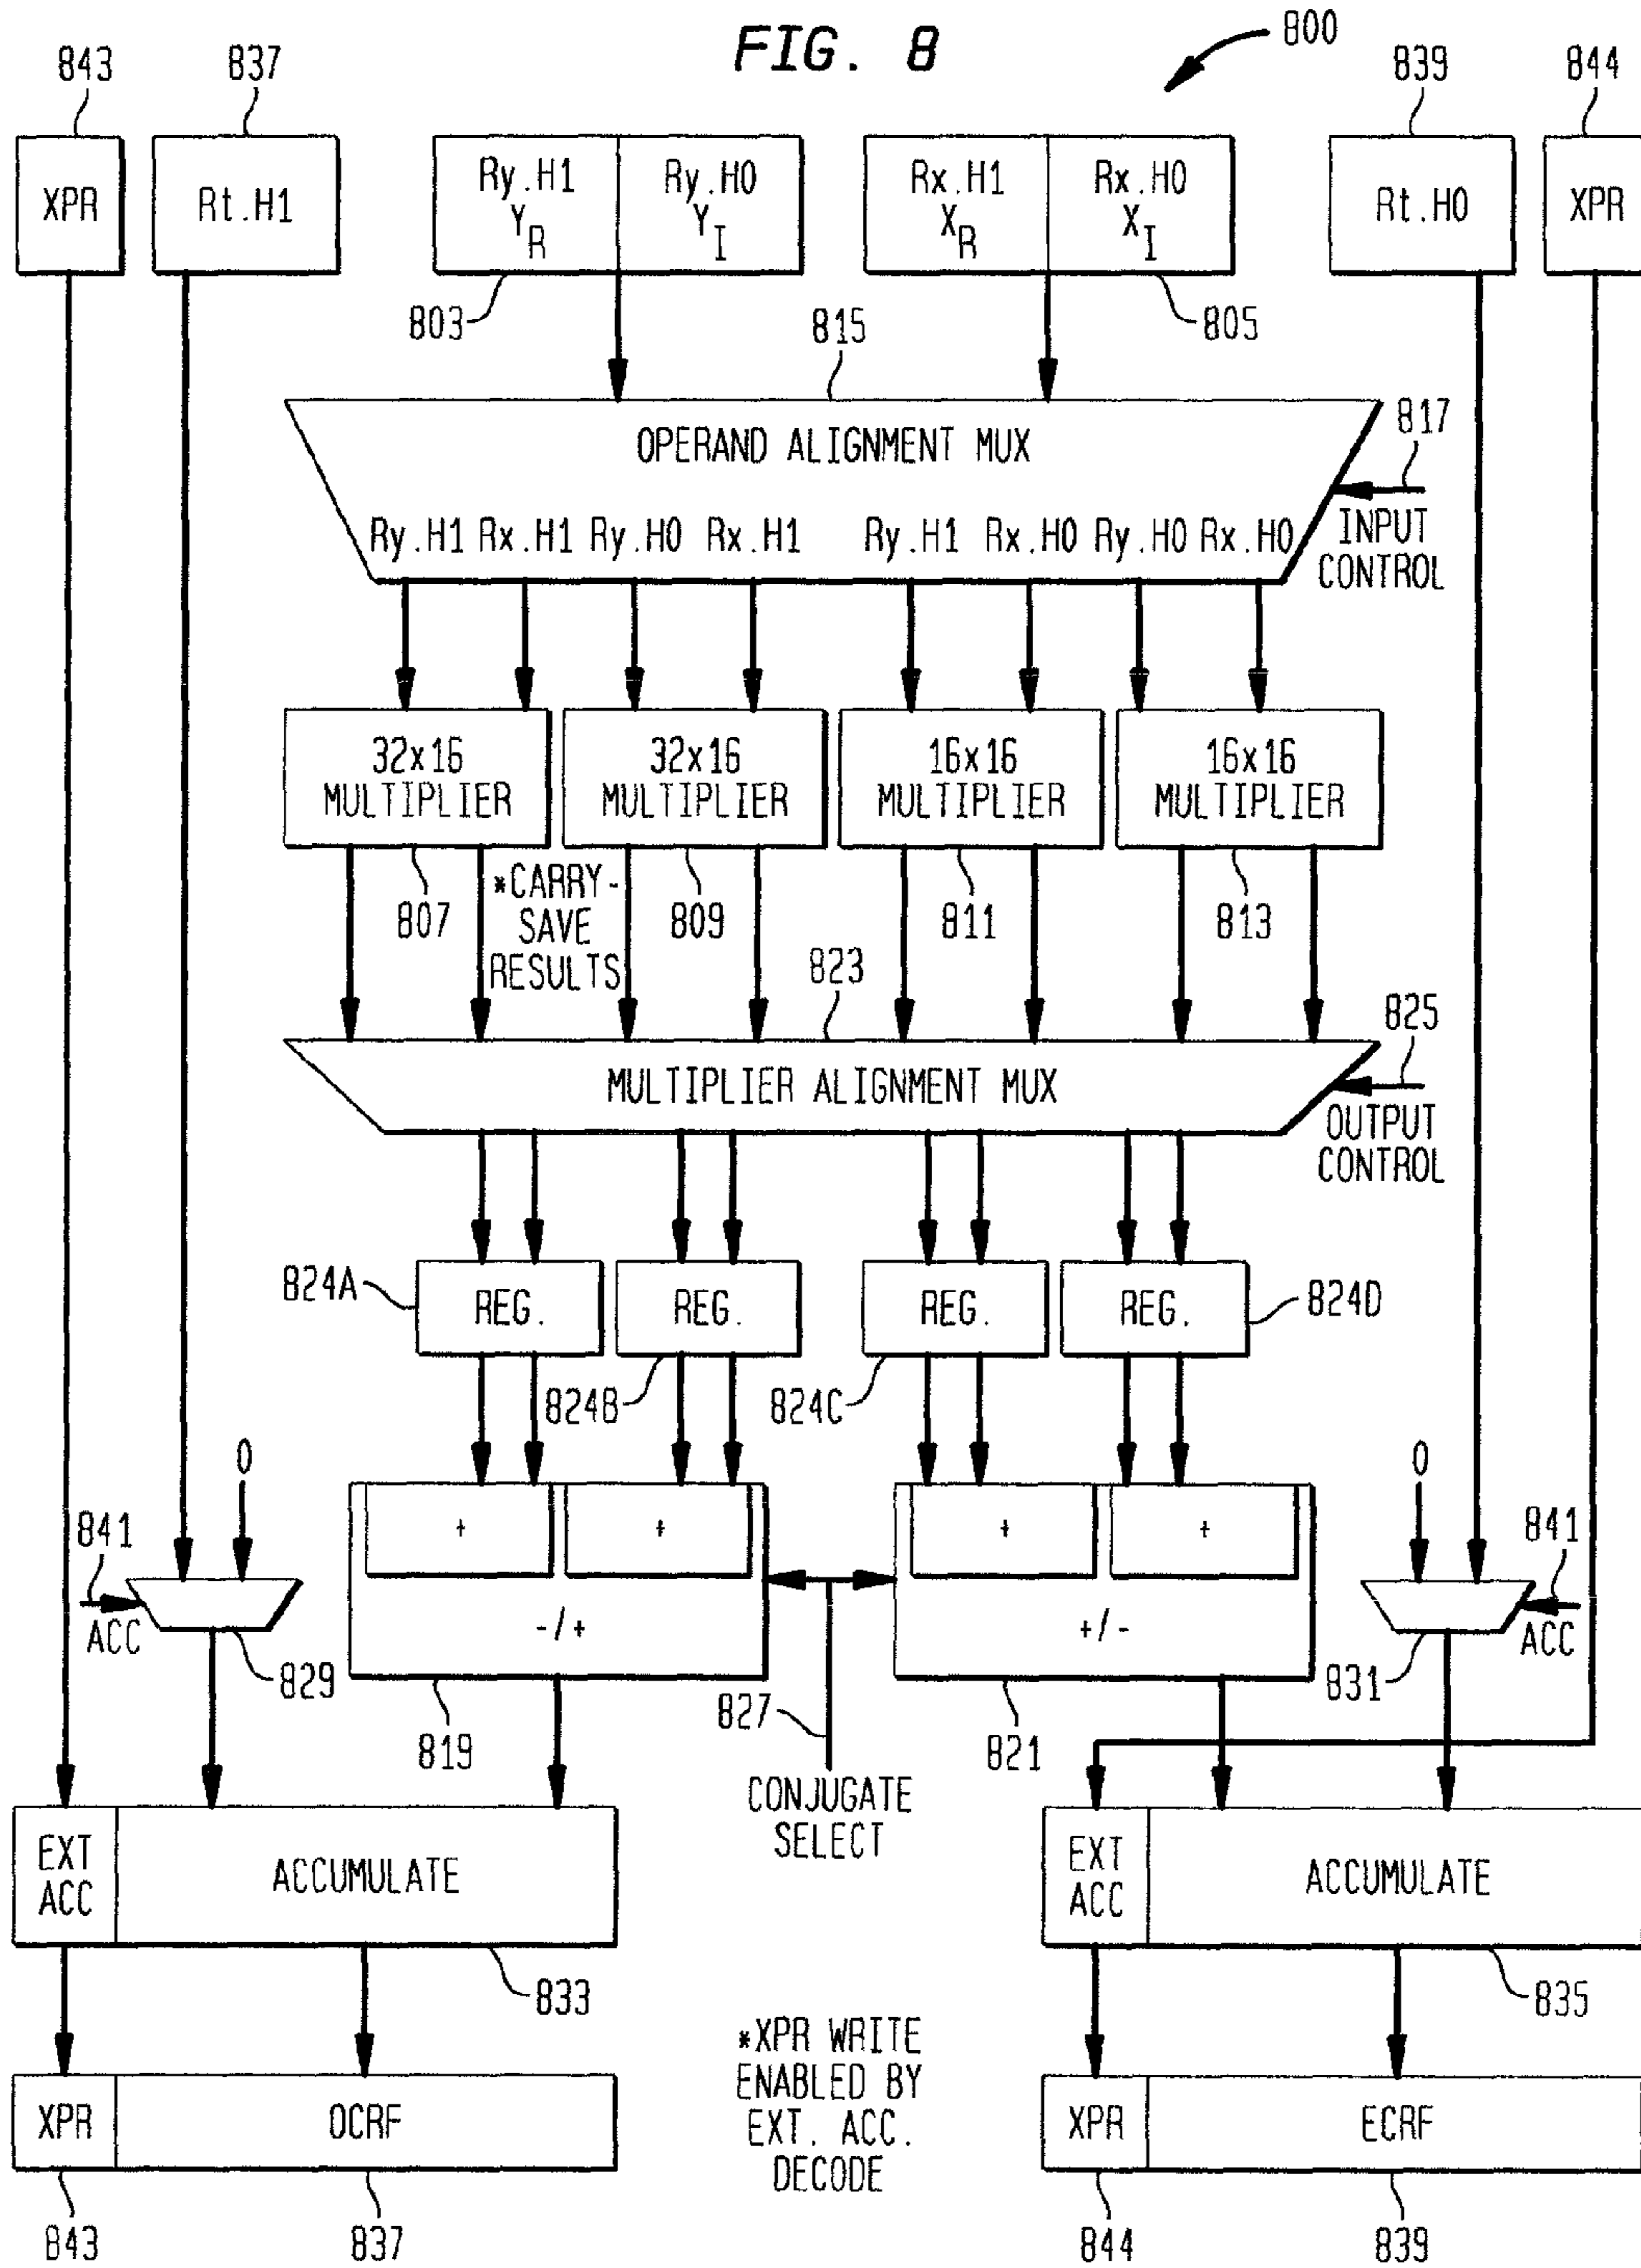 FIG. 8
800
843
837
839
844
XPR
Rt.H1
Ry.H1
YR
Ry.H0
YI
Rx.H1
XR
Rx.H0
XI
Rt.H0
XPR
803
815
805
OPERAND ALIGNMENT MUX
817
INPUT
CONTROL
Ry.H1 Rx.H1 Ry.H0 Rx.H1 Ry.H1 Rx.H0 Ry.H0 Rx.H0
32x16
MULTIPLIER
32x16
MULTIPLIER
16x16
MULTIPLIER
16x16
MULTIPLIER
807
*CARRY-
SAVE
RESULTS
809
811
813
823
825
MULTIPLIER ALIGNMENT MUX
OUTPUT
CONTROL
824A
REG.
REG.
REG.
REG.
824D
824B
824C
0
0
841
ACC
+
+
-/+
+
+
+/-
841
ACC
829
819
827
821
831
CONJUGATE
SELECT
EXT
ACC
ACCUMULATE
EXT
ACC
ACCUMULATE
833
835
*XPR WRITE
ENABLED BY
EXT. ACC.
DECODE
XPR
OCRF
XPR
ECRF
843
837
844
839